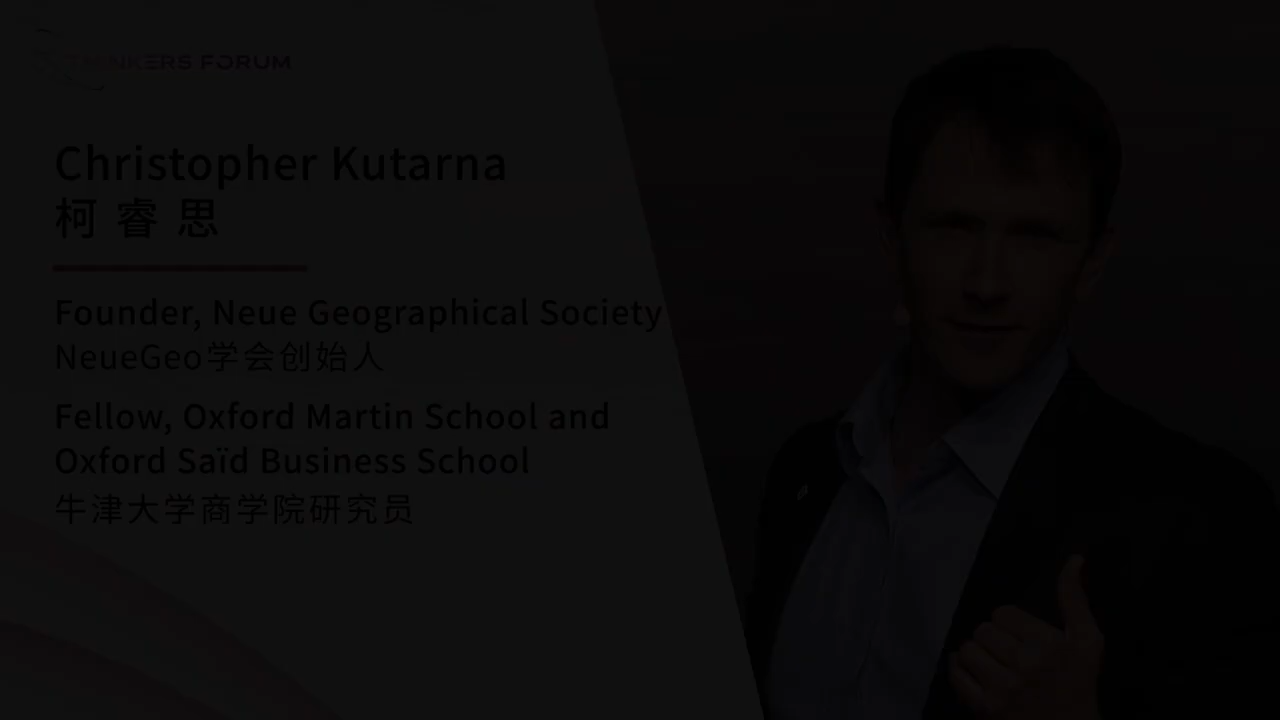 THINKERS FORUM
Christopher Kutarna
柯睿思
Founder, Neue Geographical Society
NeueGeo学会创始人
Fellow, Oxford Martin School and
Oxford Saïd Business School
牛津大学商学院研究员